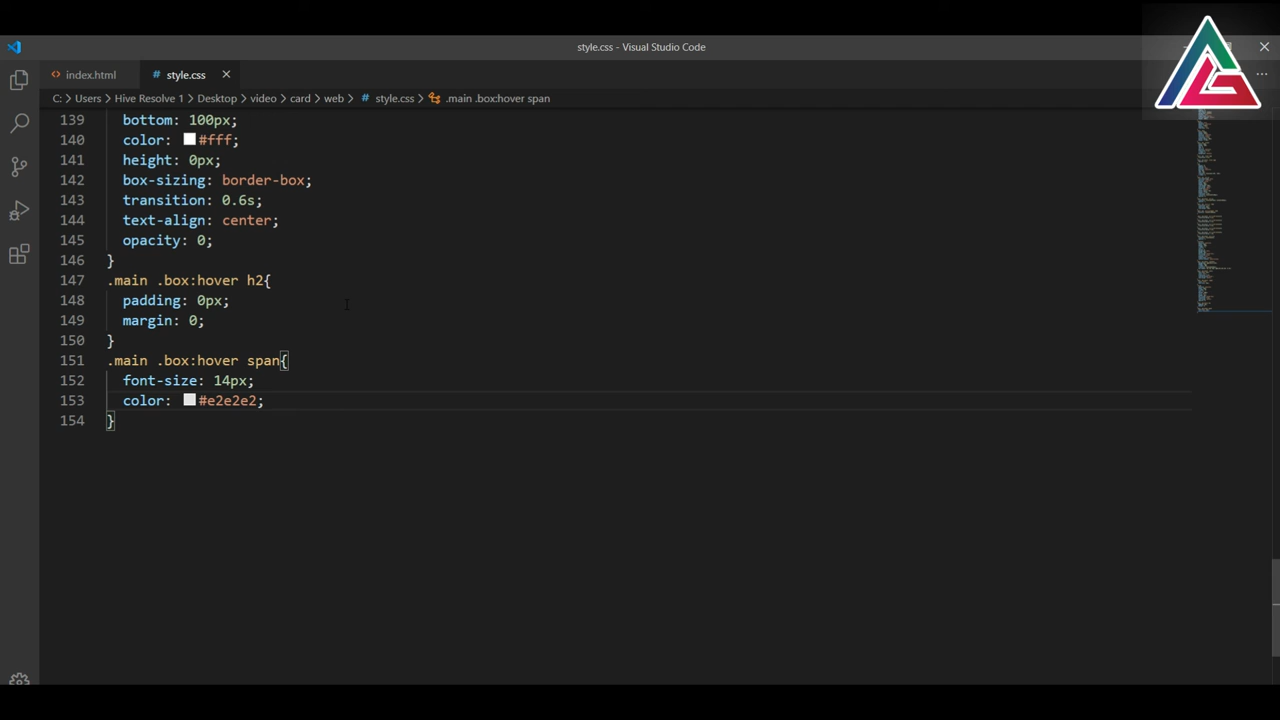 style.css - Visual Studio Code
index.html
style.css
C: > Users > Hive Resolve 1 > Desktop > video > card > web > # style.css > .main .box:hover span
139 bottom: 100px;
140 color: #fff;
141 height: 0px;
142 box-sizing: border-box;
143 transition: 0.6s;
144 text-align: center;
145 opacity: 0;
146 }
147 .main .box:hover h2{
148 padding: 0px;
149 margin: 0;
150 }
151 .main .box:hover span{
152 font-size: 14px;
153 color: #e2e2e2;
154 }